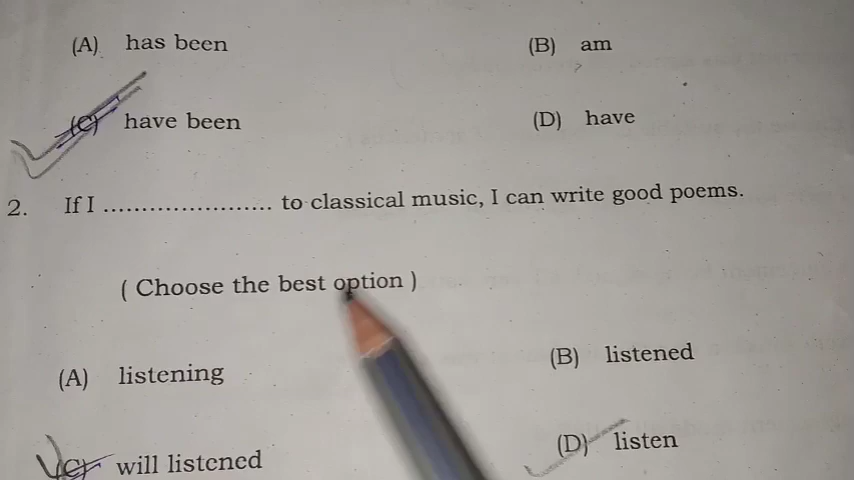 (A) has been (B) am
(C) have been (D) have
2. If I ...................... to classical music, I can write good poems.
( Choose the best option )
(A) listening (B) listened
(C) will listened (D) listen